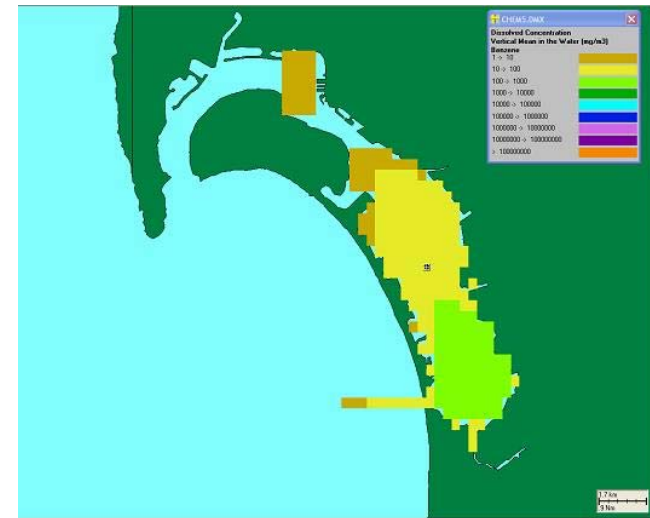 CHEM5.DMX
Dissolved Concentration
Vertical Mean in the Water (mg/m3)
Benzene
1 -> 10
10 -> 100
100 -> 1000
1000 -> 10000
10000 -> 100000
100000 -> 1000000
1000000 -> 10000000
10000000 -> 100000000
> 100000000
1.7 km
.9 Nm